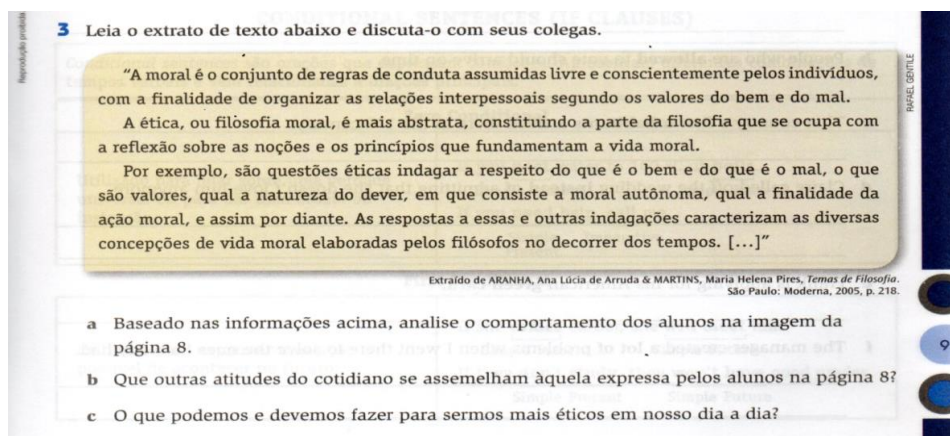 Reprodução proibida
3 Leia o extrato de texto abaixo e discuta-o com seus colegas.
"A moral é o conjunto de regras de conduta assumidas livre e conscientemente pelos indivíduos,
com a finalidade de organizar as relações interpessoais segundo os valores do bem e do mal.
A ética, ou filosofia moral, é mais abstrata, constituindo a parte da filosofia que se ocupa com
a reflexão sobre as noções e os princípios que fundamentam a vida moral.
Por exemplo, são questões éticas indagar a respeito do que é o bem e do que é o mal, o que
são valores, qual a natureza do dever, em que consiste a moral autônoma, qual a finalidade da
ação moral, e assim por diante. As respostas a essas e outras indagações caracterizam as diversas
concepções de vida moral elaboradas pelos filósofos no decorrer dos tempos. [...]"
RAFAEL GENTILE
Extraído de ARANHA, Ana Lúcia de Arruda & MARTINS, Maria Helena Pires, Temas de Filosofia.
São Paulo: Moderna, 2005, p. 218.
a Baseado nas informações acima, analise o comportamento dos alunos na imagem da
página 8.
9
b Que outras atitudes do cotidiano se assemelham àquela expressa pelos alunos na página 8?
c O que podemos e devemos fazer para sermos mais éticos em nosso dia a dia?